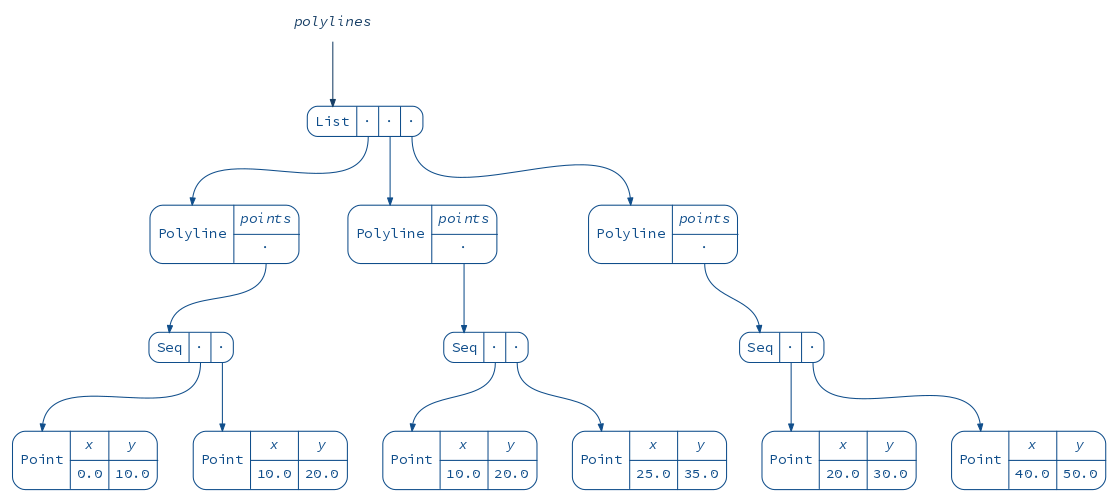 polylines
List · · ·
points
Polyline
·
points
Polyline
·
points
Polyline
·
Seq · ·
Seq · ·
Seq · ·
x y
Point
0.0 10.0
x y
Point
10.0 20.0
x y
Point
10.0 20.0
x y
Point
25.0 35.0
x y
Point
20.0 30.0
x y
Point
40.0 50.0